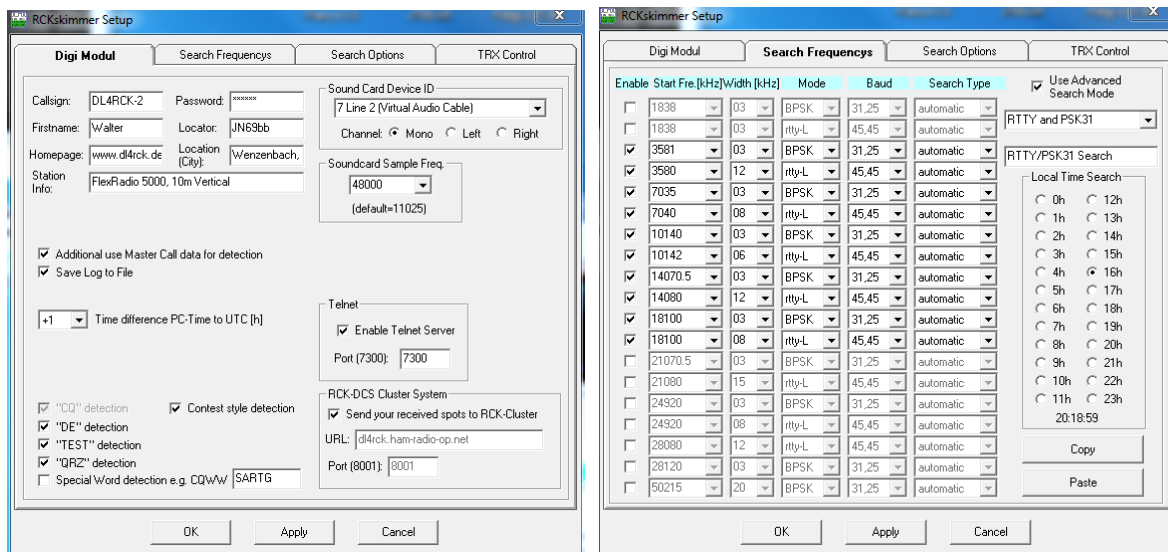 RCKskimmer Setup
Digi Modul
Search Frequencys
Search Options
TRX Control
Callsign: DL4RCK-2 Password: ××××××
Firstname: Walter Locator: JN69bb
Homepage: www.dl4rck.de Location (City): Wenzenbach,
Station Info: FlexRadio 5000, 10m Vertical
Sound Card Device ID
7 Line 2 (Virtual Audio Cable)
Channel: Mono Left Right
Soundcard Sample Freq.
48000
(default=11025)
Additional use Master Call data for detection
Save Log to File
+1 Time difference PC-Time to UTC [h]
Telnet
Enable Telnet Server
Port (7300): 7300
"CQ" detection Contest style detection
"DE" detection
"TEST" detection
"QRZ" detection
Special Word detection e.g. CQWW SARTG
RCK-DCS Cluster System
Send your received spots to RCK-Cluster
URL: dl4rck.ham-radio-op.net
Port (8001): 8001
OK Apply Cancel
RCKskimmer Setup
Digi Modul
Search Frequencys
Search Options
TRX Control
Enable Start Fre.[kHz] Width [kHz] Mode Baud Search Type
1838 03 BPSK 31,25 automatic
1838 03 rtty-L 45,45 automatic
3581 03 BPSK 31,25 automatic
3580 12 rtty-L 45,45 automatic
7035 03 BPSK 31,25 automatic
7040 08 rtty-L 45,45 automatic
10140 03 BPSK 31,25 automatic
10142 06 rtty-L 45,45 automatic
14070.5 03 BPSK 31,25 automatic
14080 12 rtty-L 45,45 automatic
18100 03 BPSK 31,25 automatic
18100 08 rtty-L 45,45 automatic
21070.5 03 BPSK 31,25 automatic
21080 15 rtty-L 45,45 automatic
24920 03 BPSK 31,25 automatic
24920 08 rtty-L 45,45 automatic
28080 12 rtty-L 45,45 automatic
28120 03 BPSK 31,25 automatic
50215 20 BPSK 31,25 automatic
Use Advanced
Search Mode
RTTY and PSK31
RTTY/PSK31 Search
Local Time Search
0h 12h
1h 13h
2h 14h
3h 15h
4h 16h
5h 17h
6h 18h
7h 19h
8h 20h
9h 21h
10h 22h
11h 23h
20:18:59
Copy
Paste
OK Apply Cancel